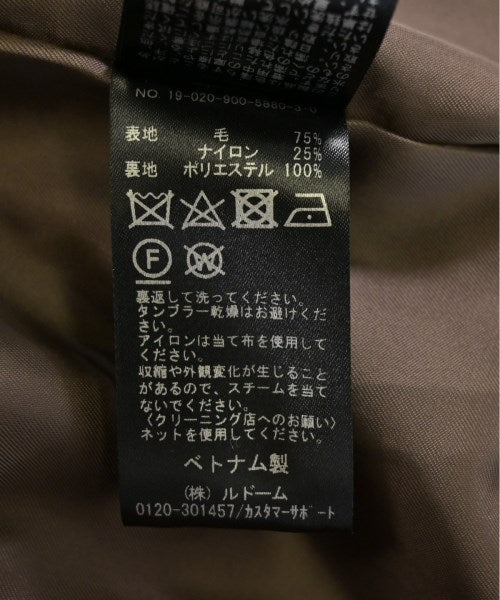 NO. 19-020-900-5880-3-0
表地 毛 75%
ナイロン 25%
裏地 ポリエステル 100%
F W
裏返して洗ってください。
タンブラー乾燥はお避けくだ
さい。
アイロンは当て布を使用して
ください。
収縮や外観変化が生じること
があるので、スチームを当て
ないでください。
〈クリーニング店へのお願い〉
ネットを使用してください。
ベトナム製
(株) ルドーム
0120-301457/カスタマーサポート